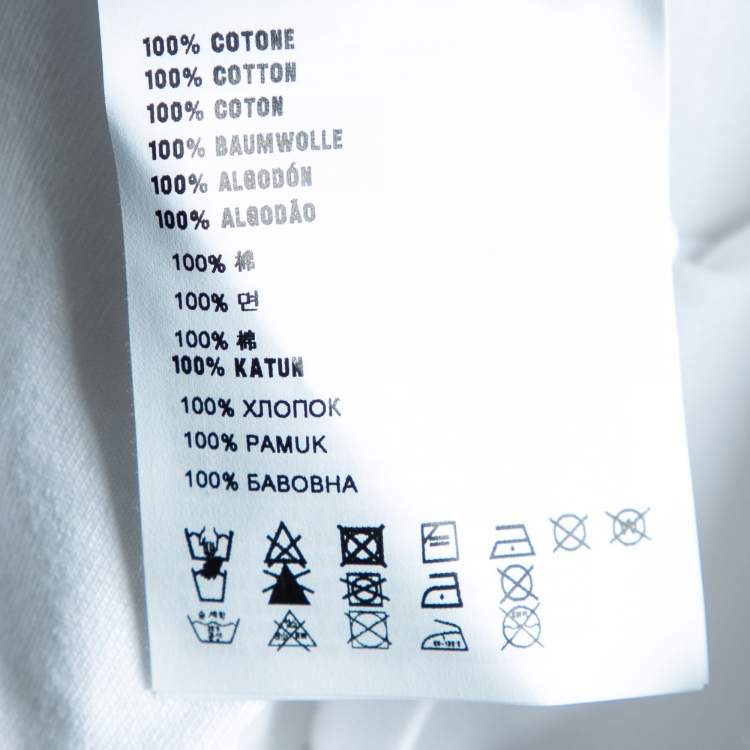 100% COTONE
100% COTTON
100% COTON
100% BAUMWOLLE
100% ALGODÓN
100% ALGODÃO
100% 棉
100% 면
100% 棉
100% KATUN
100% ХЛОПОК
100% PAMUK
100% БАВОВНА